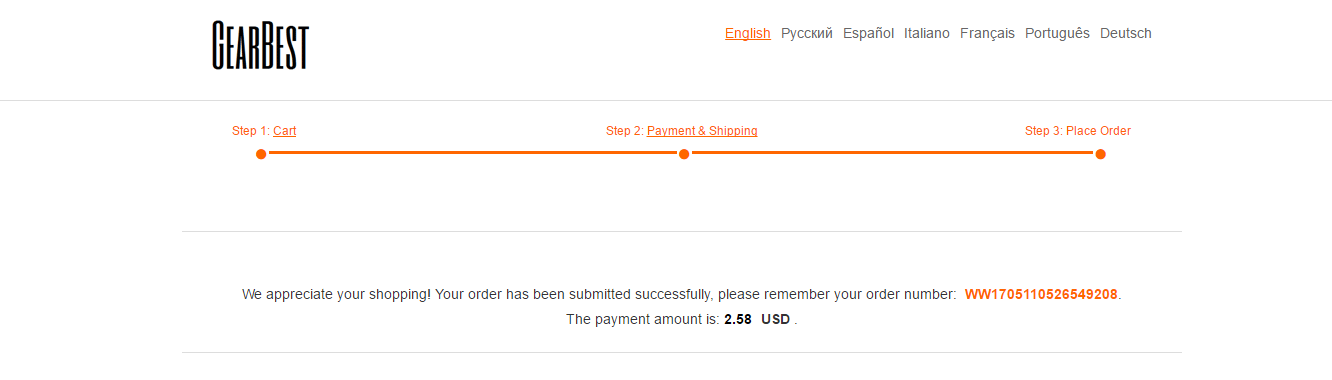 GEARBEST
English Русский Español Italiano Français Português Deutsch
Step 1: Cart Step 2: Payment & Shipping Step 3: Place Order
We appreciate your shopping! Your order has been submitted successfully, please remember your order number: WW1705110526549208.
The payment amount is: 2.58 USD .